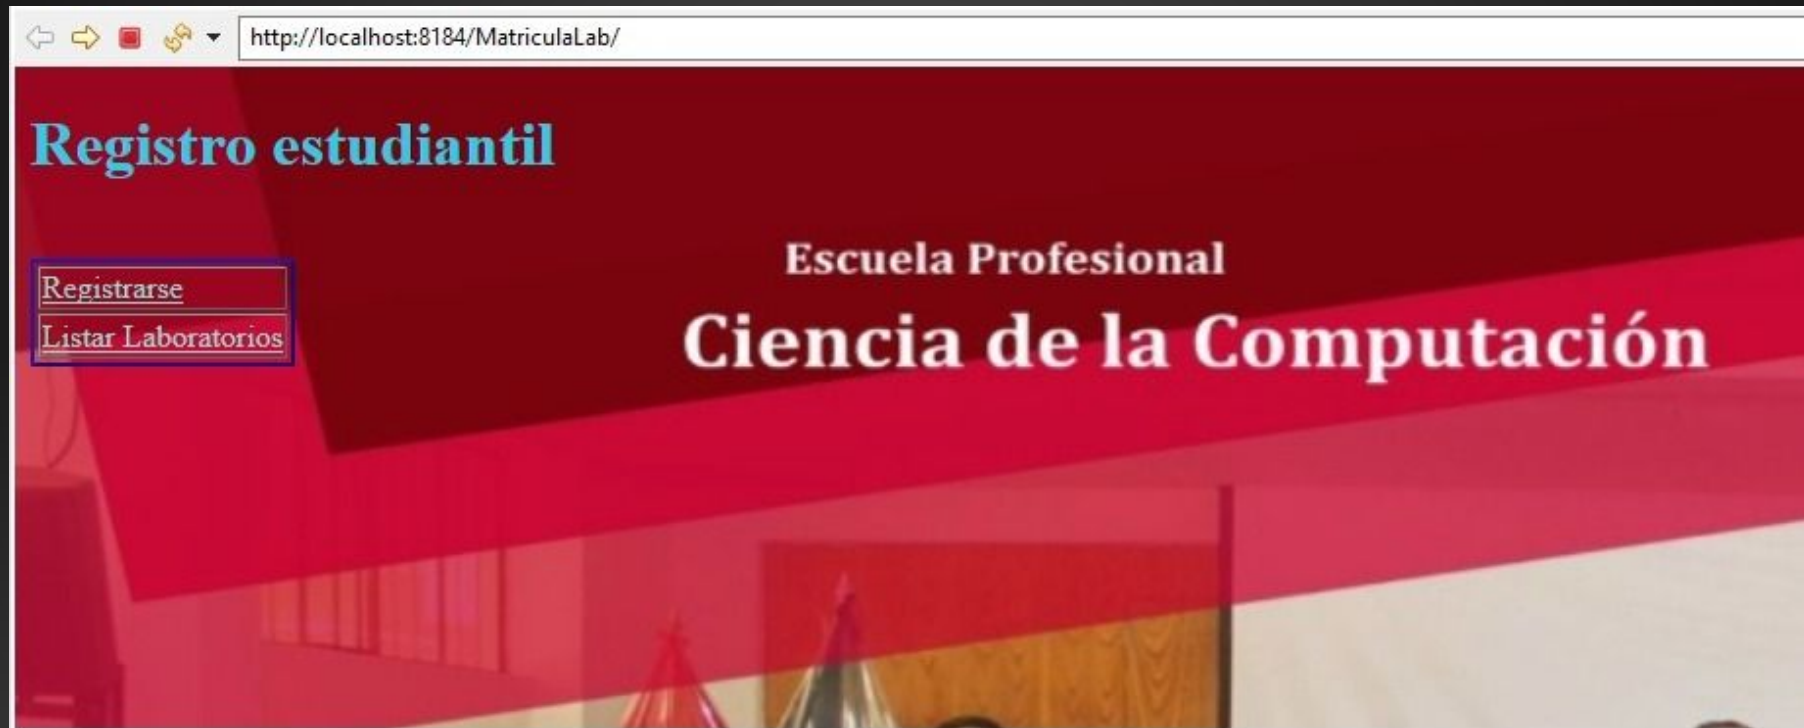 http://localhost:8184/MatriculaLab/
Registro estudiantil
Escuela Profesional
Ciencia de la Computación
Registrarse
Listar Laboratorios